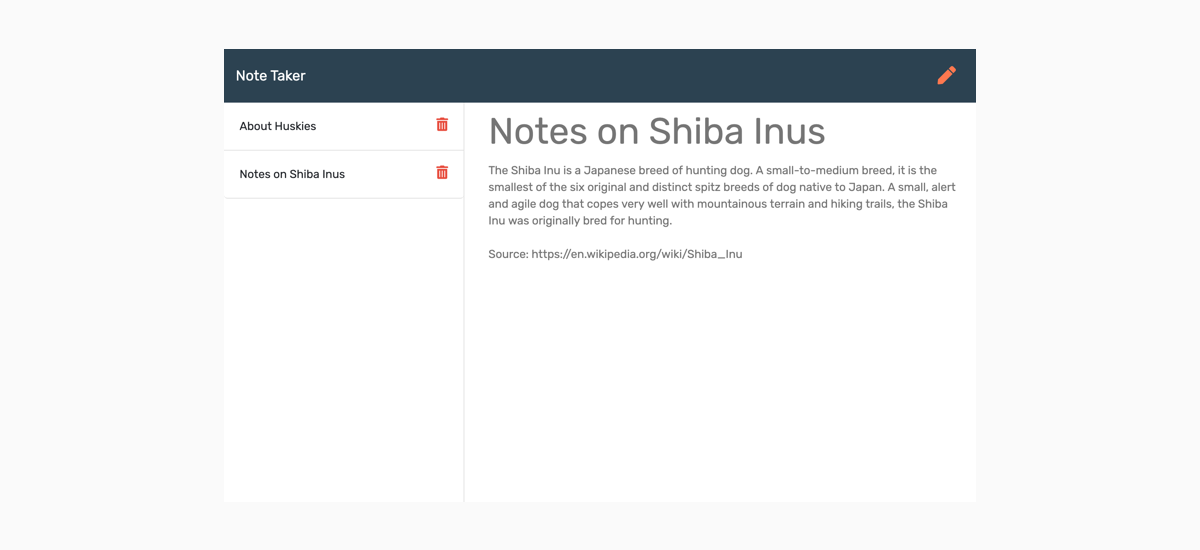 Note Taker
About Huskies
Notes on Shiba Inus
Notes on Shiba Inus
The Shiba Inu is a Japanese breed of hunting dog. A small-to-medium breed, it is the
smallest of the six original and distinct spitz breeds of dog native to Japan. A small, alert
and agile dog that copes very well with mountainous terrain and hiking trails, the Shiba
Inu was originally bred for hunting.
Source: https://en.wikipedia.org/wiki/Shiba_Inu